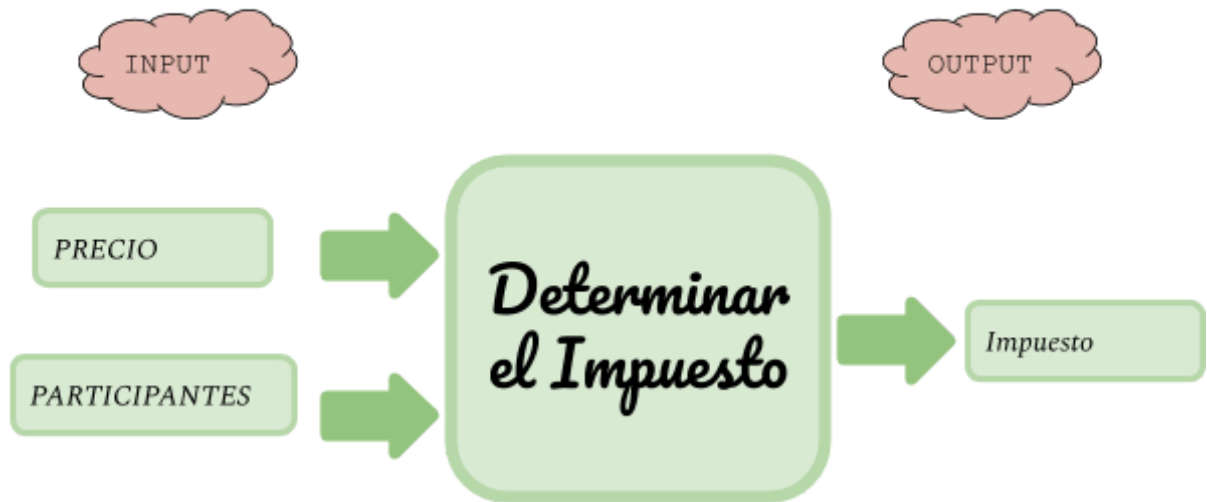 INPUT
OUTPUT
PRECIO
PARTICIPANTES
Determinar
el Impuesto
Impuesto